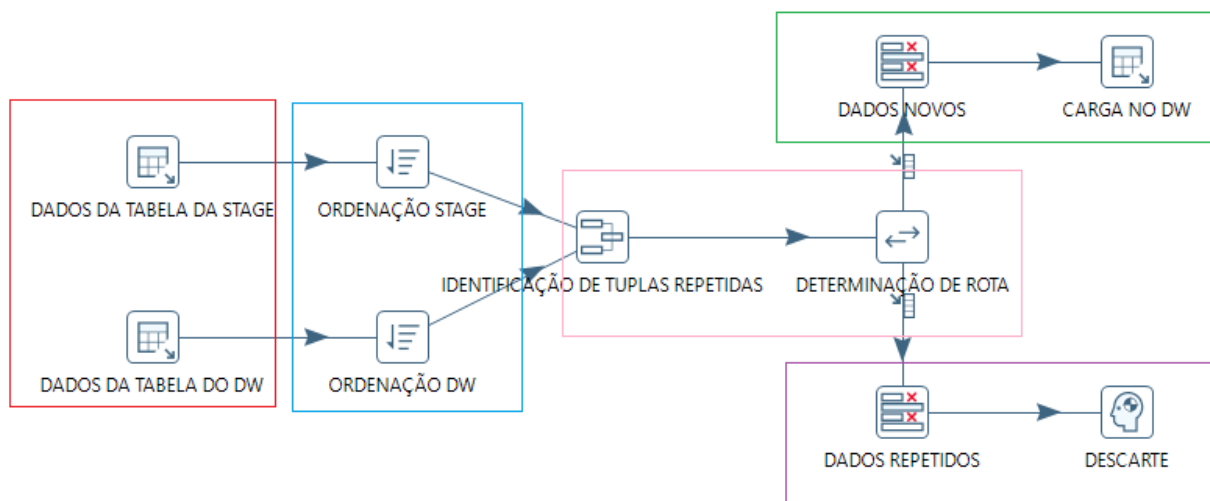 DADOS NOVOS
CARGA NO DW
DADOS DA TABELA DA STAGE
ORDENAÇÃO STAGE
IDENTIFICAÇÃO DE TUPLAS REPETIDAS
DETERMINAÇÃO DE ROTA
DADOS DA TABELA DO DW
ORDENAÇÃO DW
DADOS REPETIDOS
DESCARTE